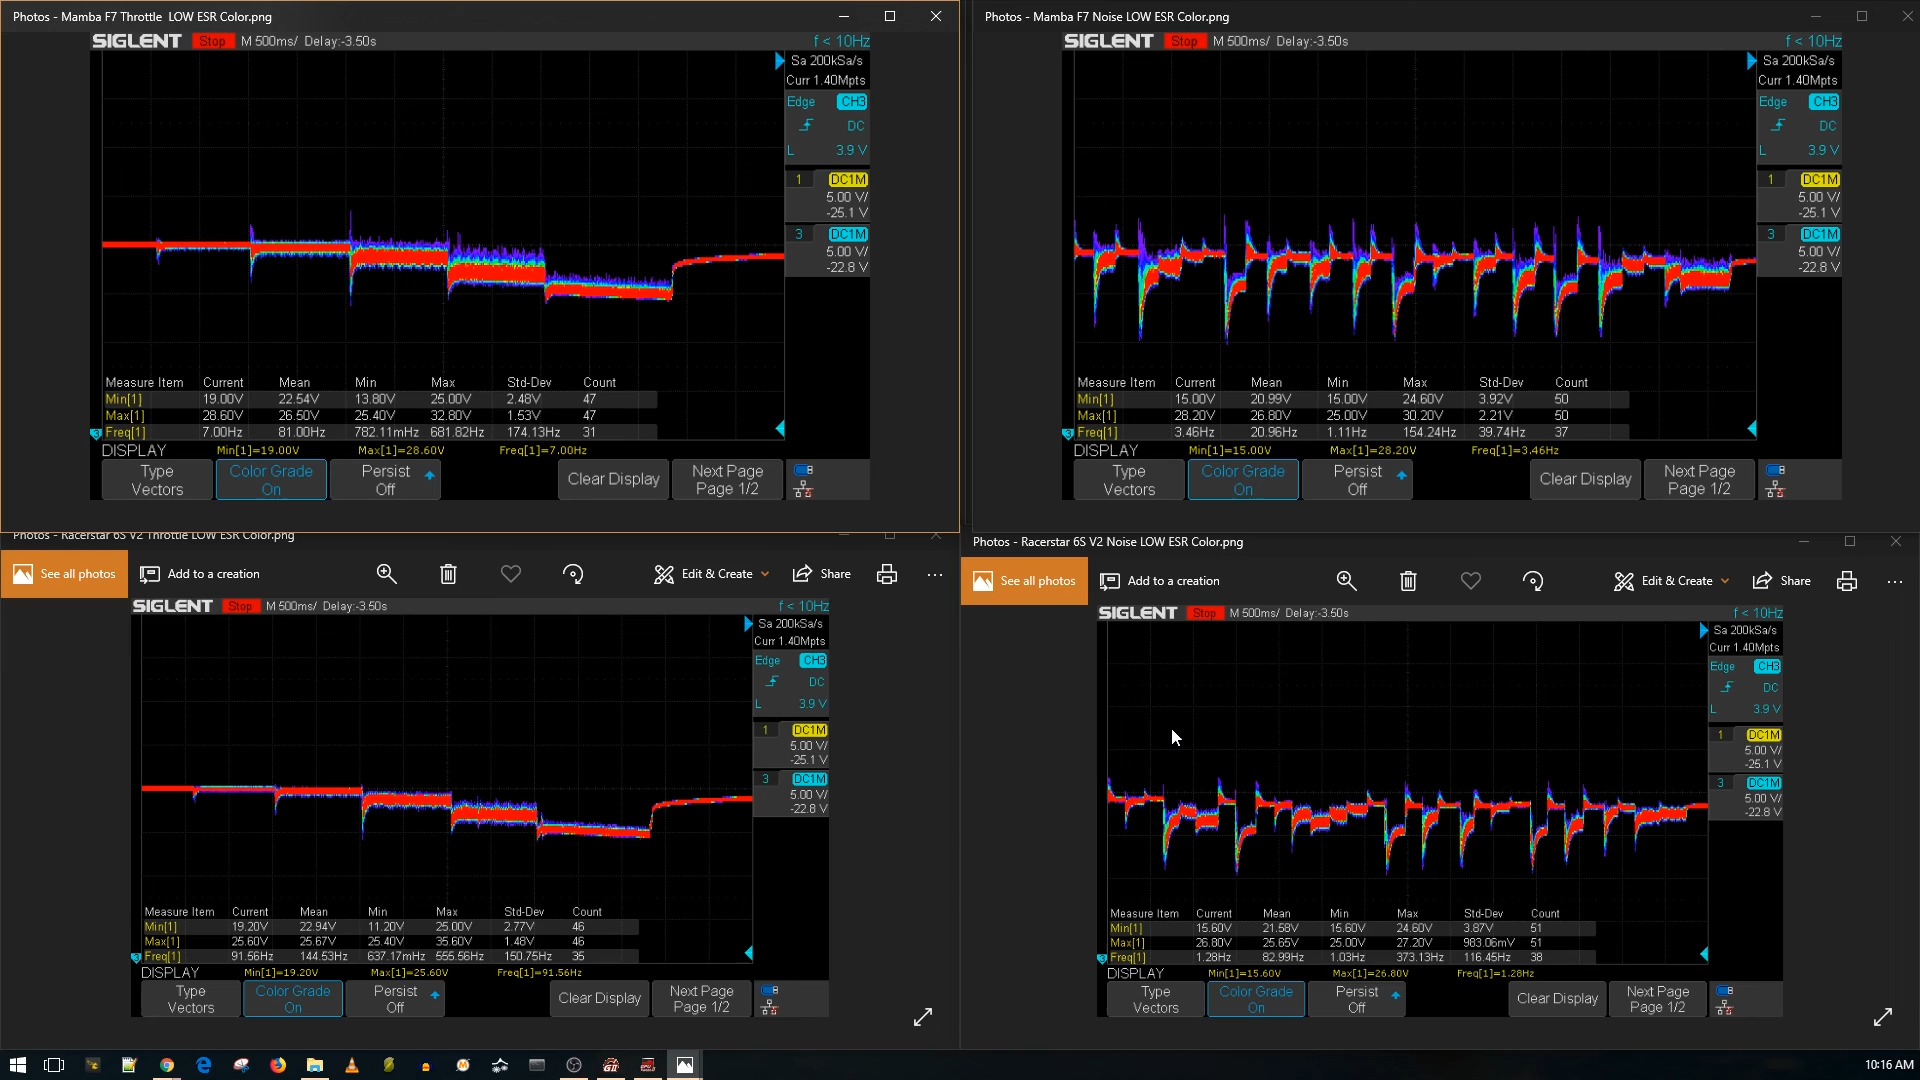 Photos - Mamba F7 Throttle  LOW ESR Color.png
SIGLENT Stop M 500ms/ Delay:-3.50s f < 10Hz
Sa 200kSa/s
Curr 1.40Mpts
Edge CH3
DC
L 3.9 V
1 DC1M
5.00 V/
-25.1 V
3 DC1M
5.00 V/
-22.8 V
Measure Item Current Mean Min Max Std-Dev Count
Min[1] 19.00V 22.54V 13.80V 25.00V 2.48V 47
Max[1] 28.60V 26.50V 25.40V 32.80V 1.53V 47
3 Freq[1] 7.00Hz 81.00Hz 782.11mHz 681.82Hz 174.13Hz 31
DISPLAY Min[1]=19.00V Max[1]=28.60V Freq[1]=7.00Hz
Type Color Grade Persist Clear Display Next Page
Vectors On Off Page 1/2
Photos - Mamba F7 Noise LOW ESR Color.png
SIGLENT Stop M 500ms/ Delay:-3.50s f < 10Hz
Sa 200kSa/s
Curr 1.40Mpts
Edge CH3
DC
L 3.9 V
1 DC1M
5.00 V/
-25.1 V
3 DC1M
5.00 V/
-22.8 V
Measure Item Current Mean Min Max Std-Dev Count
Min[1] 15.00V 20.99V 15.00V 24.60V 3.92V 50
Max[1] 28.20V 26.80V 25.00V 30.20V 2.21V 50
3 Freq[1] 3.46Hz 20.96Hz 1.11Hz 154.24Hz 39.74Hz 37
DISPLAY Min[1]=15.00V Max[1]=28.20V Freq[1]=3.46Hz
Type Color Grade Persist Clear Display Next Page
Vectors On Off Page 1/2
Photos - Racerstar 6S V2 Throttle LOW ESR Color.png
See all photos Add to a creation Edit & Create Share
SIGLENT Stop M 500ms/ Delay:-3.50s f < 10Hz
Sa 200kSa/s
Curr 1.40Mpts
Edge CH3
DC
L 3.9 V
1 DC1M
5.00 V/
-25.1 V
3 DC1M
5.00 V/
-22.8 V
Measure Item Current Mean Min Max Std-Dev Count
Min[1] 19.20V 22.94V 11.20V 25.00V 2.77V 46
Max[1] 25.60V 25.67V 25.40V 35.60V 1.48V 46
3 Freq[1] 91.56Hz 144.53Hz 637.17mHz 555.56Hz 150.75Hz 35
DISPLAY Min[1]=19.20V Max[1]=25.60V Freq[1]=91.56Hz
Type Color Grade Persist Clear Display Next Page
Vectors On Off Page 1/2
Photos - Racerstar 6S V2 Noise LOW ESR Color.png
See all photos Add to a creation Edit & Create Share
SIGLENT Stop M 500ms/ Delay:-3.50s f < 10Hz
Sa 200kSa/s
Curr 1.40Mpts
Edge CH3
DC
L 3.9 V
1 DC1M
5.00 V/
-25.1 V
3 DC1M
5.00 V/
-22.8 V
Measure Item Current Mean Min Max Std-Dev Count
Min[1] 15.60V 21.58V 15.60V 24.60V 3.87V 51
Max[1] 26.80V 25.65V 25.00V 27.20V 983.06mV 51
3 Freq[1] 1.28Hz 82.99Hz 1.03Hz 373.13Hz 116.45Hz 38
DISPLAY Min[1]=15.60V Max[1]=26.80V Freq[1]=1.28Hz
Type Color Grade Persist Clear Display Next Page
Vectors On Off Page 1/2
10:16 AM